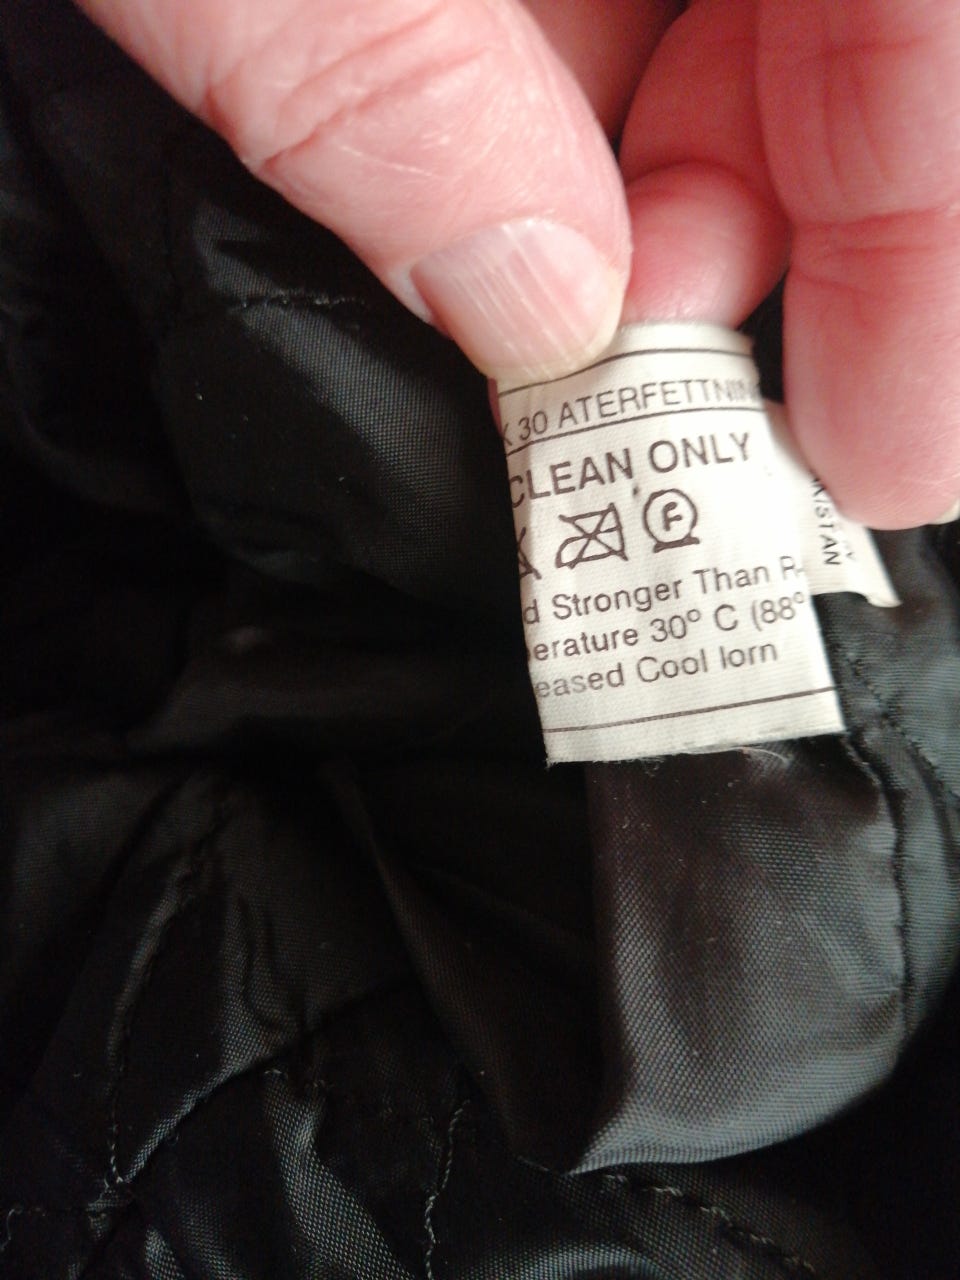 30 ATERFETTNIN
CLEAN ONLY
F
d Stronger Than R-
erature 30° C (88°
eased Cool Iorn
KISTAN